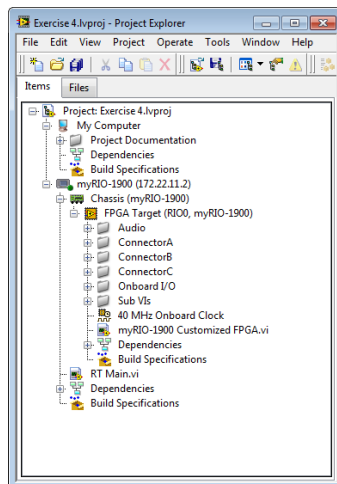 Exercise 4.lvproj - Project Explorer
File Edit View Project Operate Tools Window Help
Items Files
Project: Exercise 4.lvproj
My Computer
Project Documentation
Dependencies
Build Specifications
myRIO-1900 (172.22.11.2)
Chassis (myRIO-1900)
FPGA Target (RIO0, myRIO-1900)
Audio
ConnectorA
ConnectorB
ConnectorC
Onboard I/O
Sub VIs
40 MHz Onboard Clock
myRIO-1900 Customized FPGA.vi
Dependencies
Build Specifications
RT Main.vi
Dependencies
Build Specifications